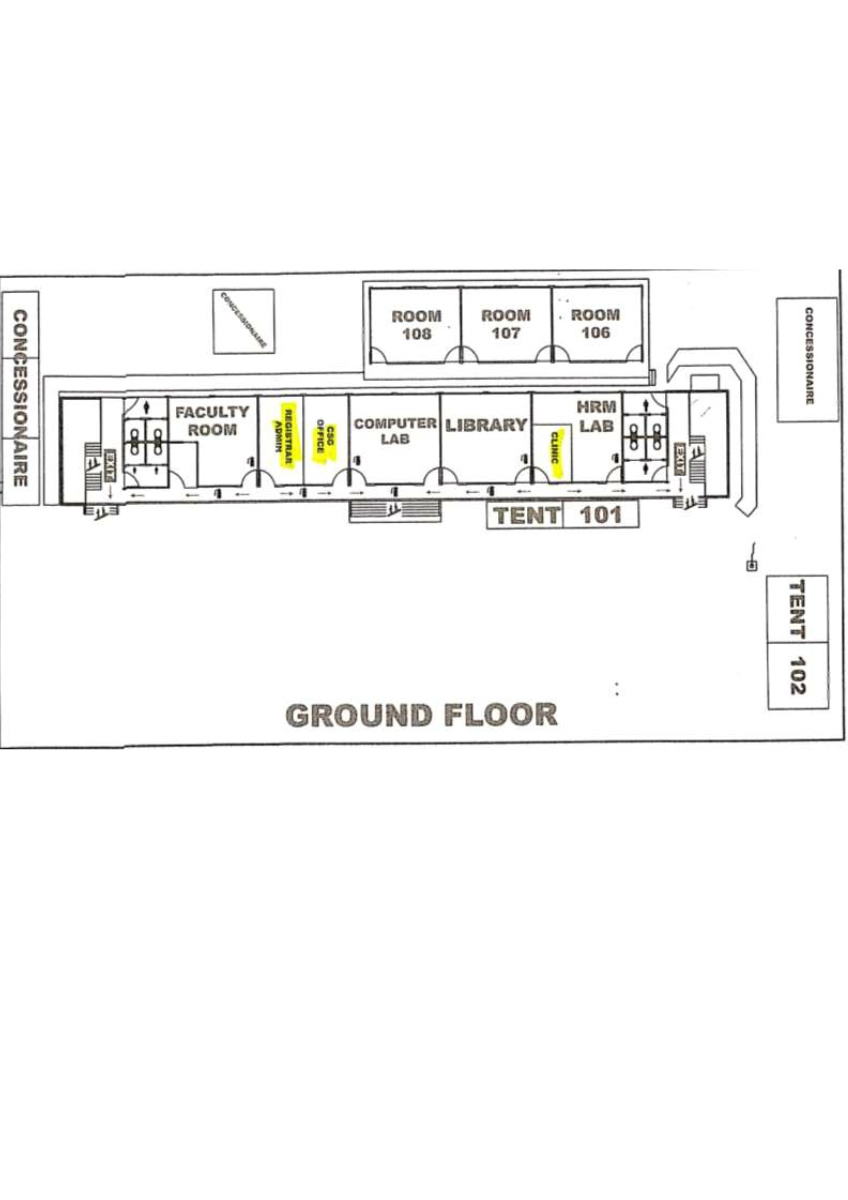 CONCESSIONAIRE
CONCESSIONAIRE
ROOM
108
ROOM
107
ROOM
106
CONCESSIONAIRE
FACULTY
ROOM
REGISTRAR
ADMIN
CSG
OFFICE
COMPUTER
LAB
LIBRARY
HRM
LAB
CLINIC
EXIT
EXIT
TENT 101
TENT 102
GROUND FLOOR